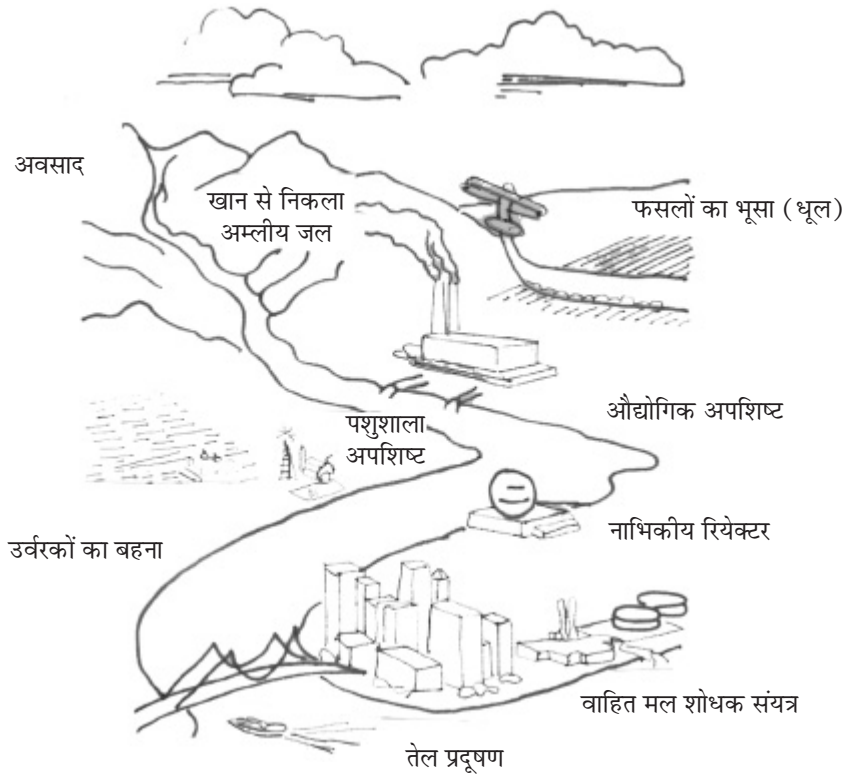 अवसाद
खान से निकला
अम्लीय जल
फसलों का भूसा (धूल)
औद्योगिक अपशिष्ट
पशुशाला
अपशिष्ट
नाभिकीय रियेक्टर
उर्वरकों का बहना
वाहित मल शोधक संयत्र
तेल प्रदूषण